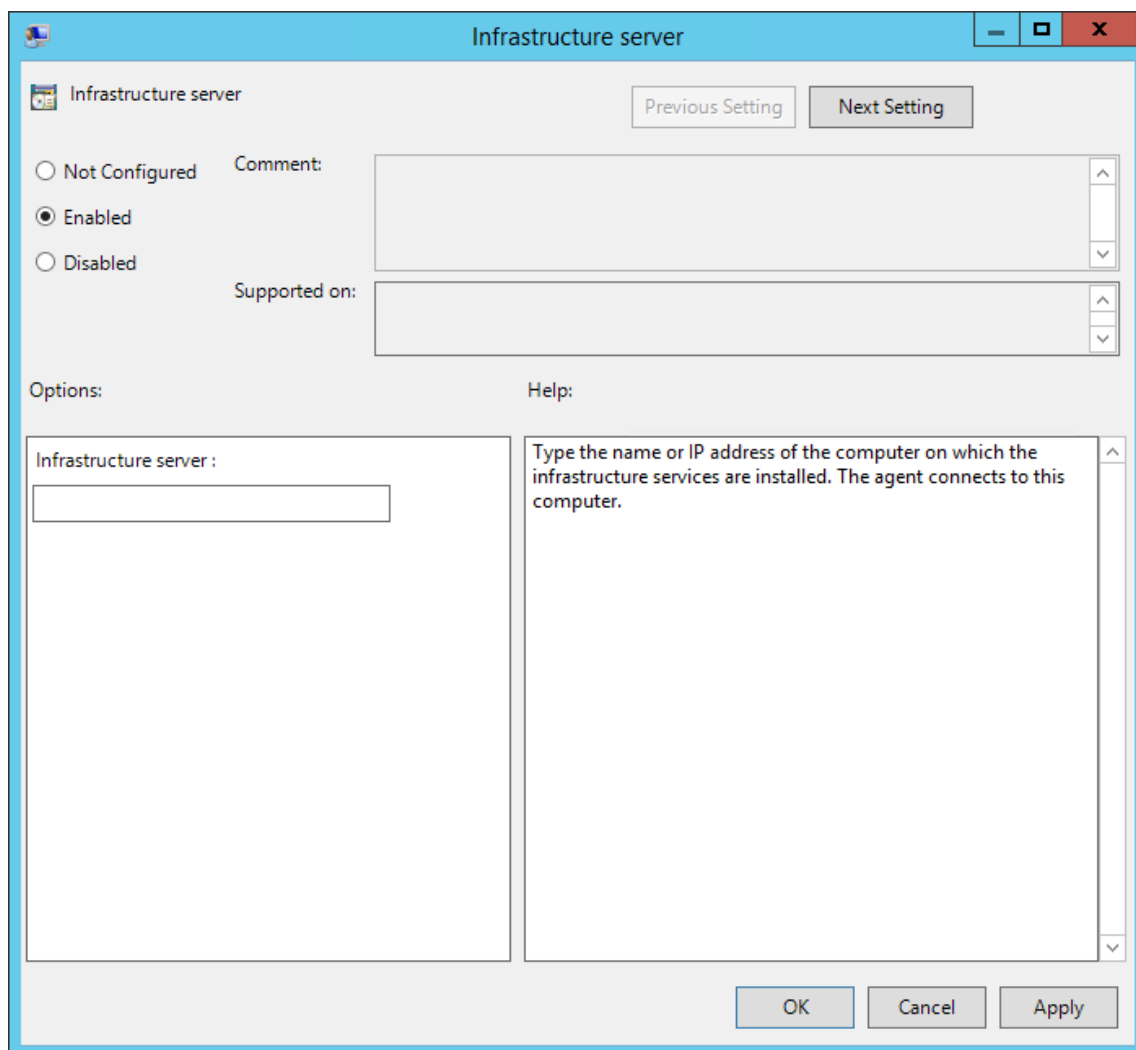 Infrastructure server
Infrastructure server
Previous Setting
Next Setting
Not Configured
Comment:
Enabled
Disabled
Supported on:
Options:
Help:
Infrastructure server :
Type the name or IP address of the computer on which the
infrastructure services are installed. The agent connects to this
computer.
OK
Cancel
Apply